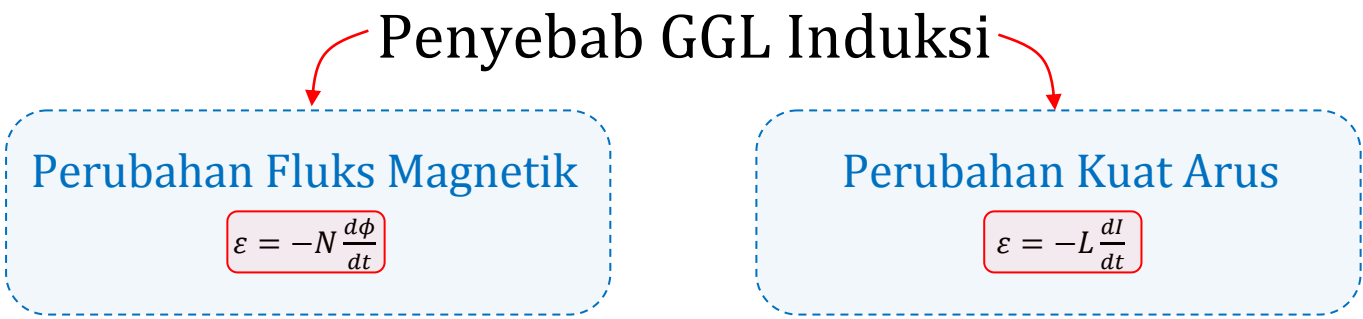 Penyebab GGL Induksi
Perubahan Fluks Magnetik
ε = −N dϕ/dt
Perubahan Kuat Arus
ε = −L dI/dt